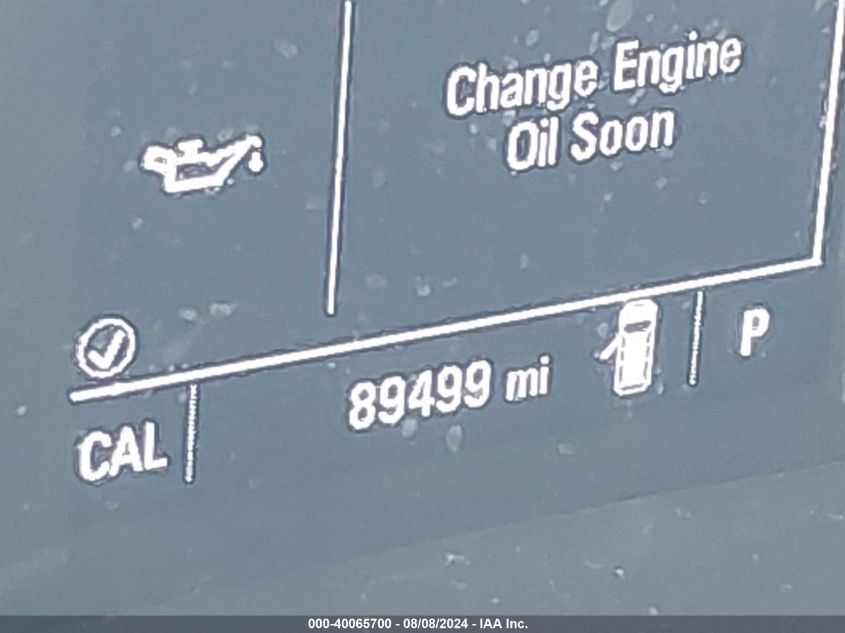 Change Engine
Oil Soon
CAL
89499 mi
P
000-40065700 - 08/08/2024 - IAA Inc.